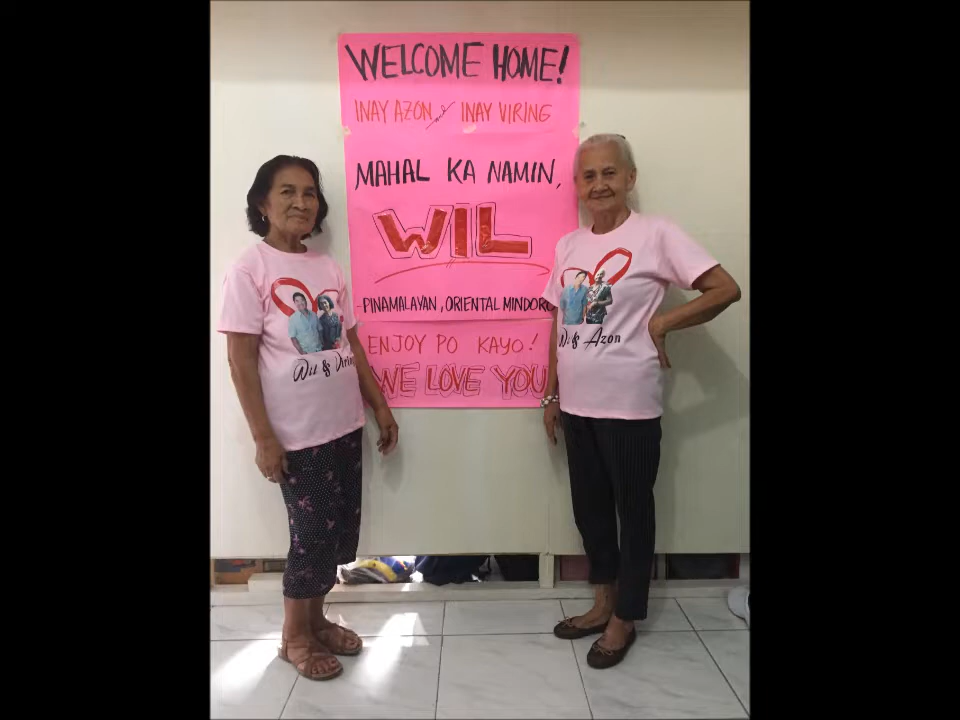 WELCOME HOME!
INAY AZON INAY VIRING
MAHAL KA NAMIN,
WIL
-PINAMALAYAN, ORIENTAL MINDORO
ENJOY PO KAYO!
WE LOVE YOU
Wil & Viring
& Azon